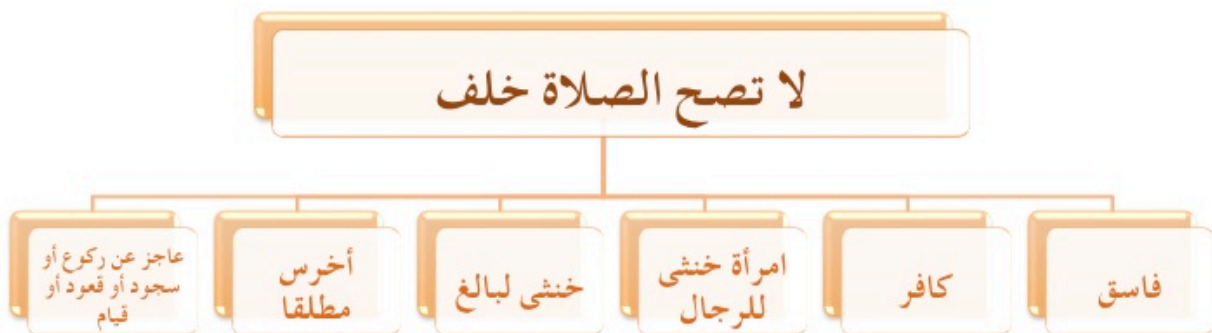 لا تصح الصلاة خلف
فاسق
كافر
امرأة خنثى
للرجال
خنثى لبالغ
أخرس
مطلقا
عاجز عن ركوع أو
سجود أو قعود أو
قيام